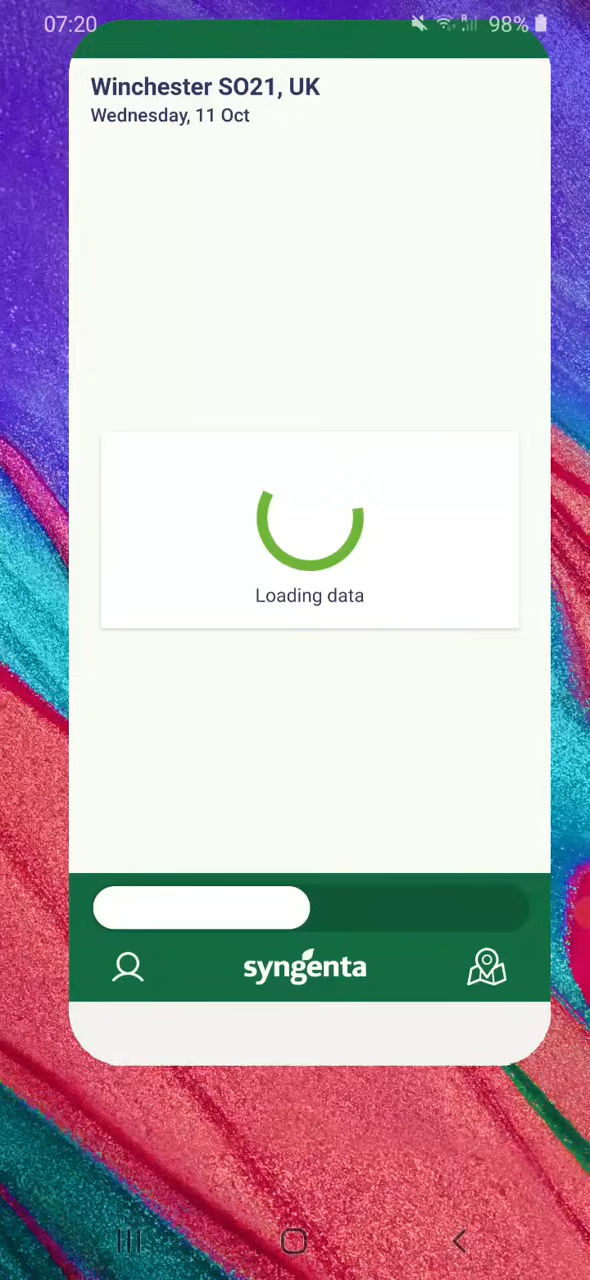 07:20
98%
Winchester SO21, UK
Wednesday, 11 Oct
Loading data
syngenta